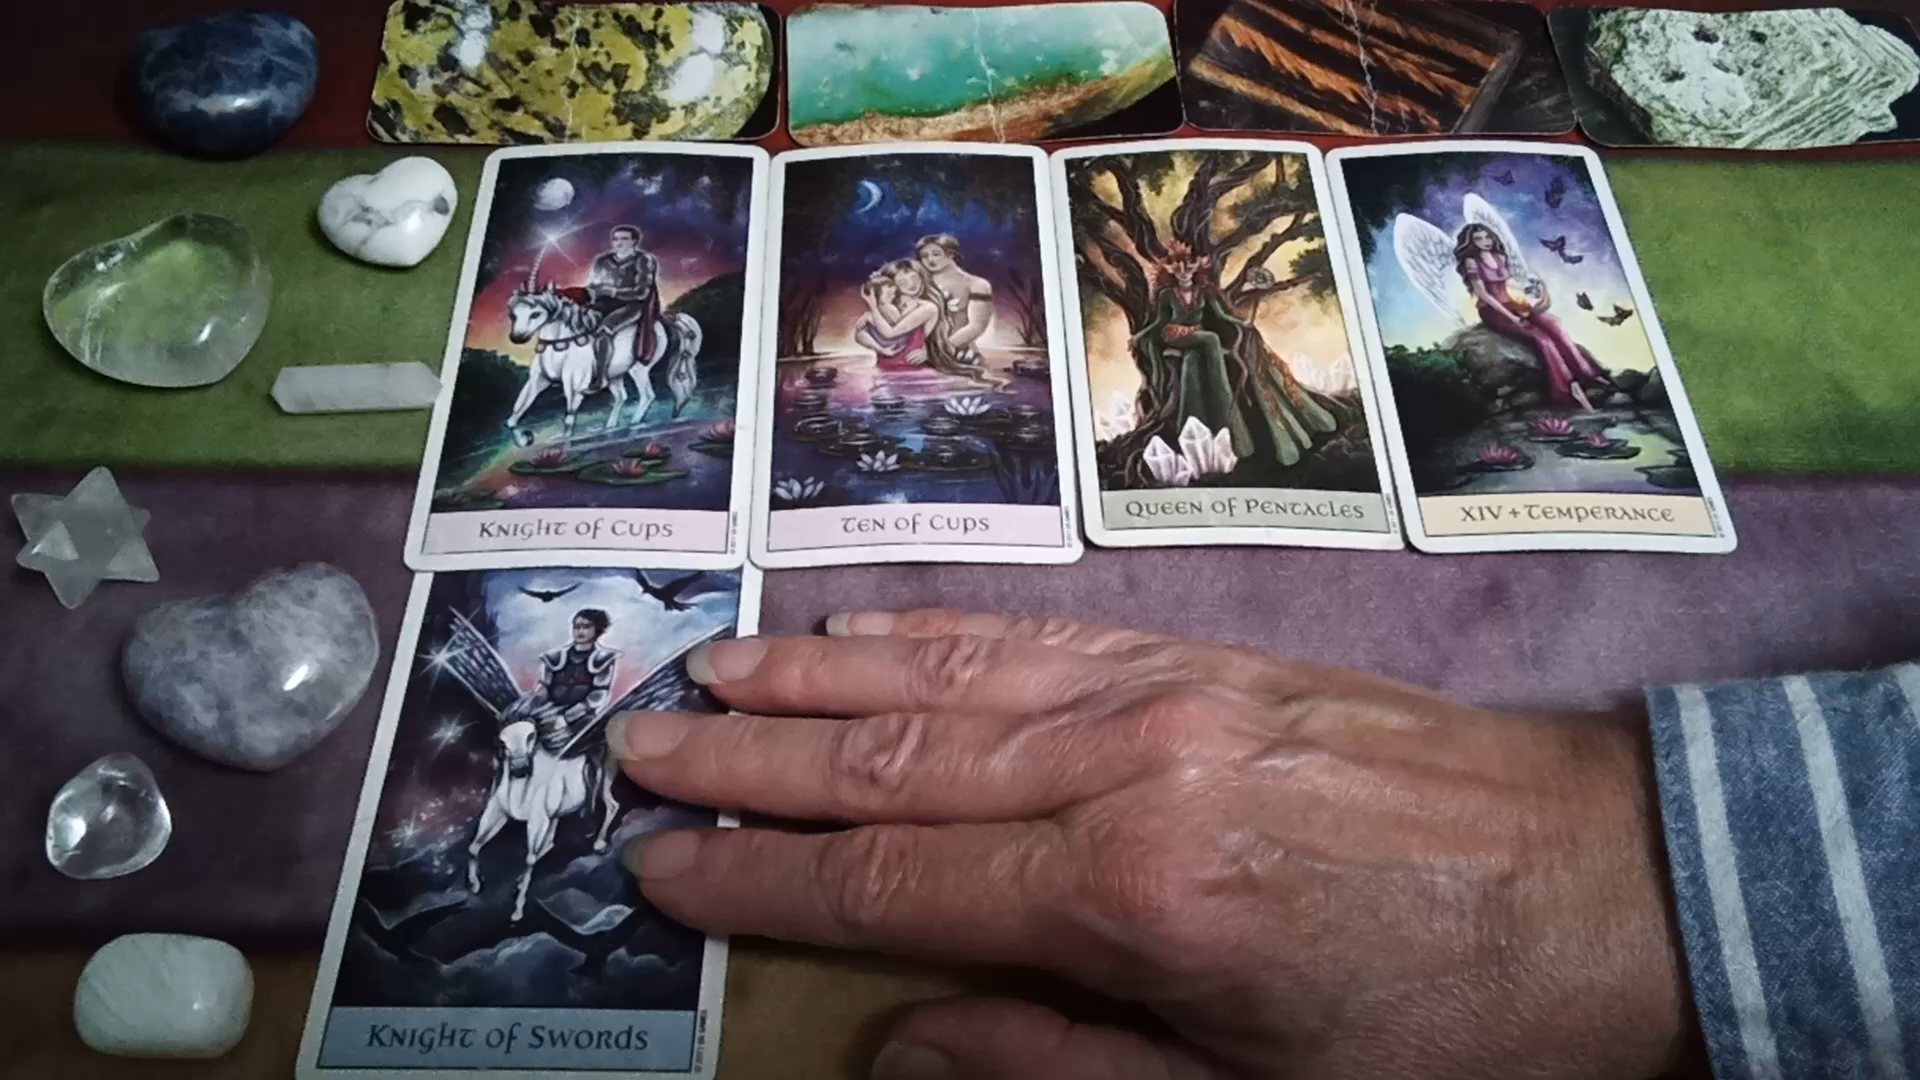 Knight of Cups
Ten of Cups
Queen of Pentacles
XIV + Temperance
Knight of Swords